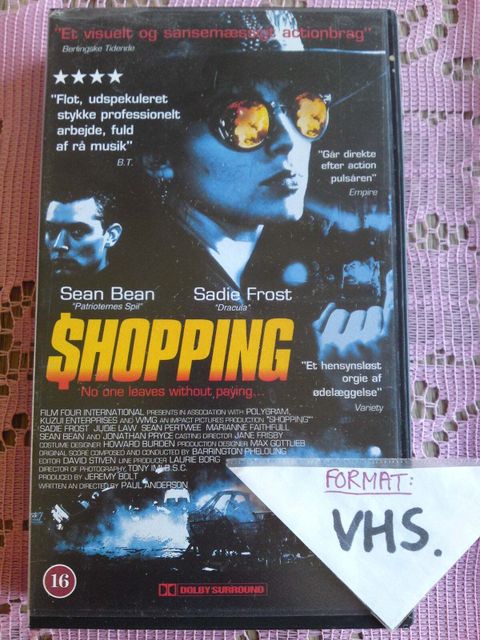 "Et visuelt og sansemæssigt actionbrag"
Berlingske Tidende
"Flot, udspekuleret
stykke professionelt
arbejde, fuld
af rå musik"
B.T.
"Går direkte
efter action
pulsåren"
Empire
Sean Bean
"Patrioternes Spil"
Sadie Frost
"Dracula"
$HOPPING
No one leaves without paying...
"Et hensynsløst
orgie af
ødelæggelse"
Variety
FILM FOUR INTERNATIONAL PRESENTS IN ASSOCIATION WITH POLYGRAM,
KUZUI ENTERPRISES AND WMG AN IMPACT PICTURES PRODUCTION "SHOPPING"
SADIE FROST JUDE LAW SEAN PERTWEE MARIANNE FAITHFULL
SEAN BEAN AND JONATHAN PRYCE CASTING DIRECTOR JANE FRISBY
COSTUME DESIGNER HOWARD BURDEN PRODUCTION DESIGNER MAX GOTTLIEB
ORIGINAL SCORE COMPOSED AND CONDUCTED BY BARRINGTON PHELOUNG
EDITOR DAVID STIVEN LINE PRODUCER LAURIE BORG
DIRECTOR OF PHOTOGRAPHY, TONY IMI B.S.C.
PRODUCED BY JEREMY BOLT
WRITTEN AND DIRECTED BY PAUL ANDERSON
FORMAT:
VHS.
16
DOLBY SURROUND